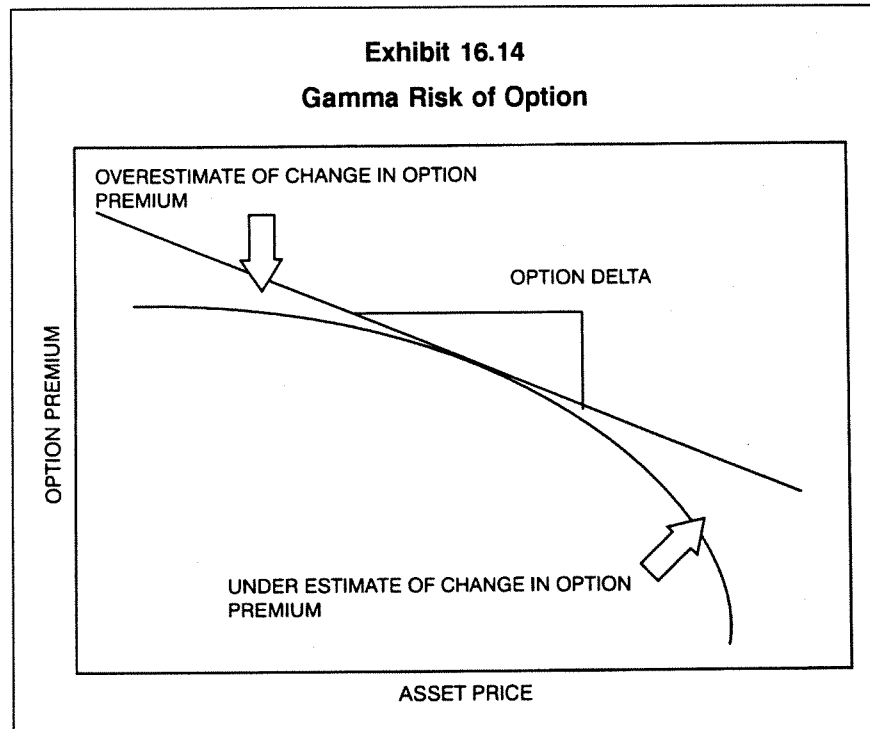 Exhibit 16.14
Gamma Risk of Option
OVERESTIMATE OF CHANGE IN OPTION
PREMIUM
OPTION DELTA
OPTION PREMIUM
UNDER ESTIMATE OF CHANGE IN OPTION
PREMIUM
ASSET PRICE